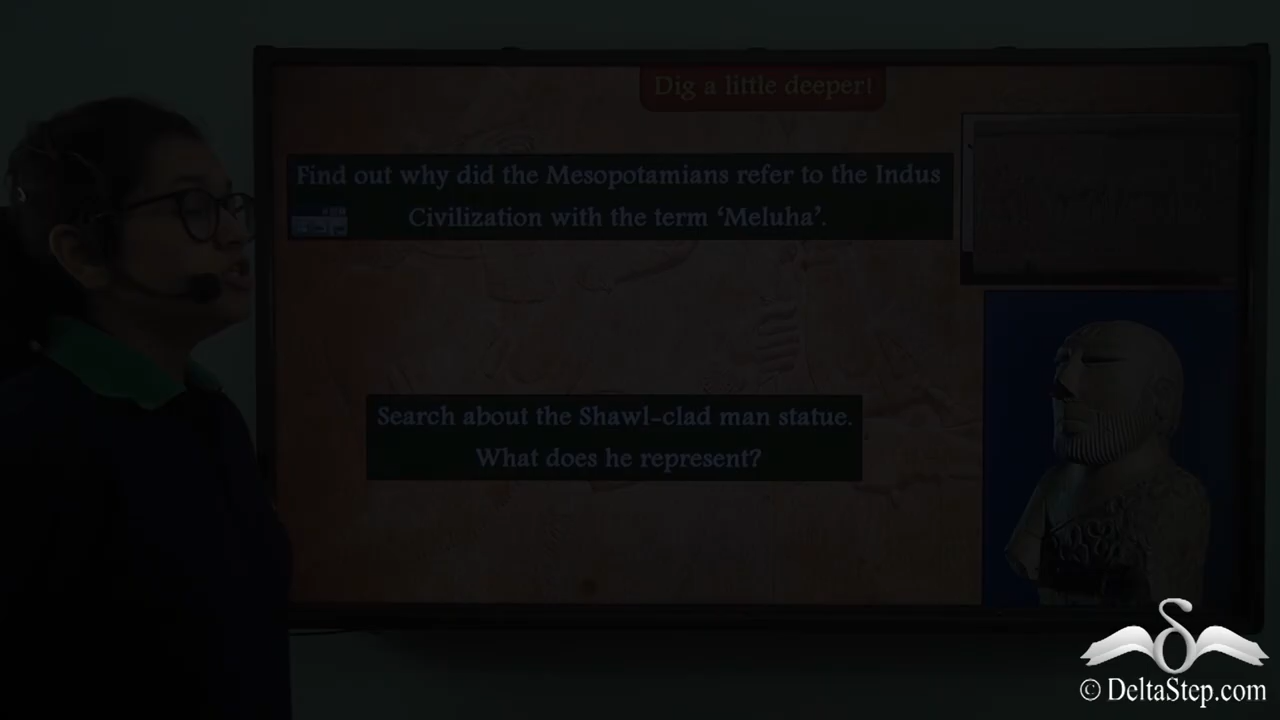 Dig a little deeper!
Find out why did the Mesopotamians refer to the Indus
Civilization with the term ‘Meluha’.
Search about the Shawl-clad man statue.
What does he represent?
© DeltaStep.com